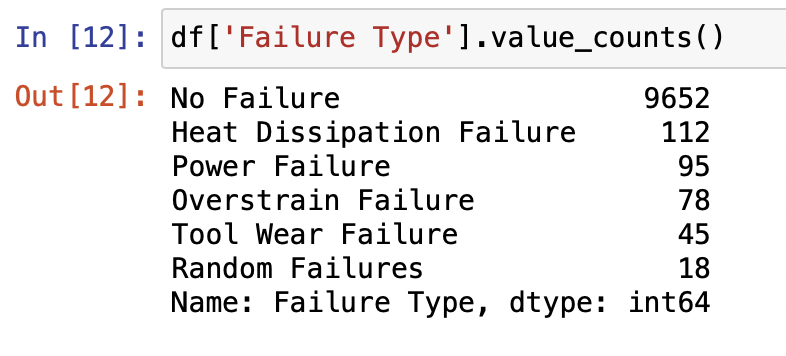 In [12]: df['Failure Type'].value_counts()
Out[12]: No Failure 9652
Heat Dissipation Failure 112
Power Failure 95
Overstrain Failure 78
Tool Wear Failure 45
Random Failures 18
Name: Failure Type, dtype: int64